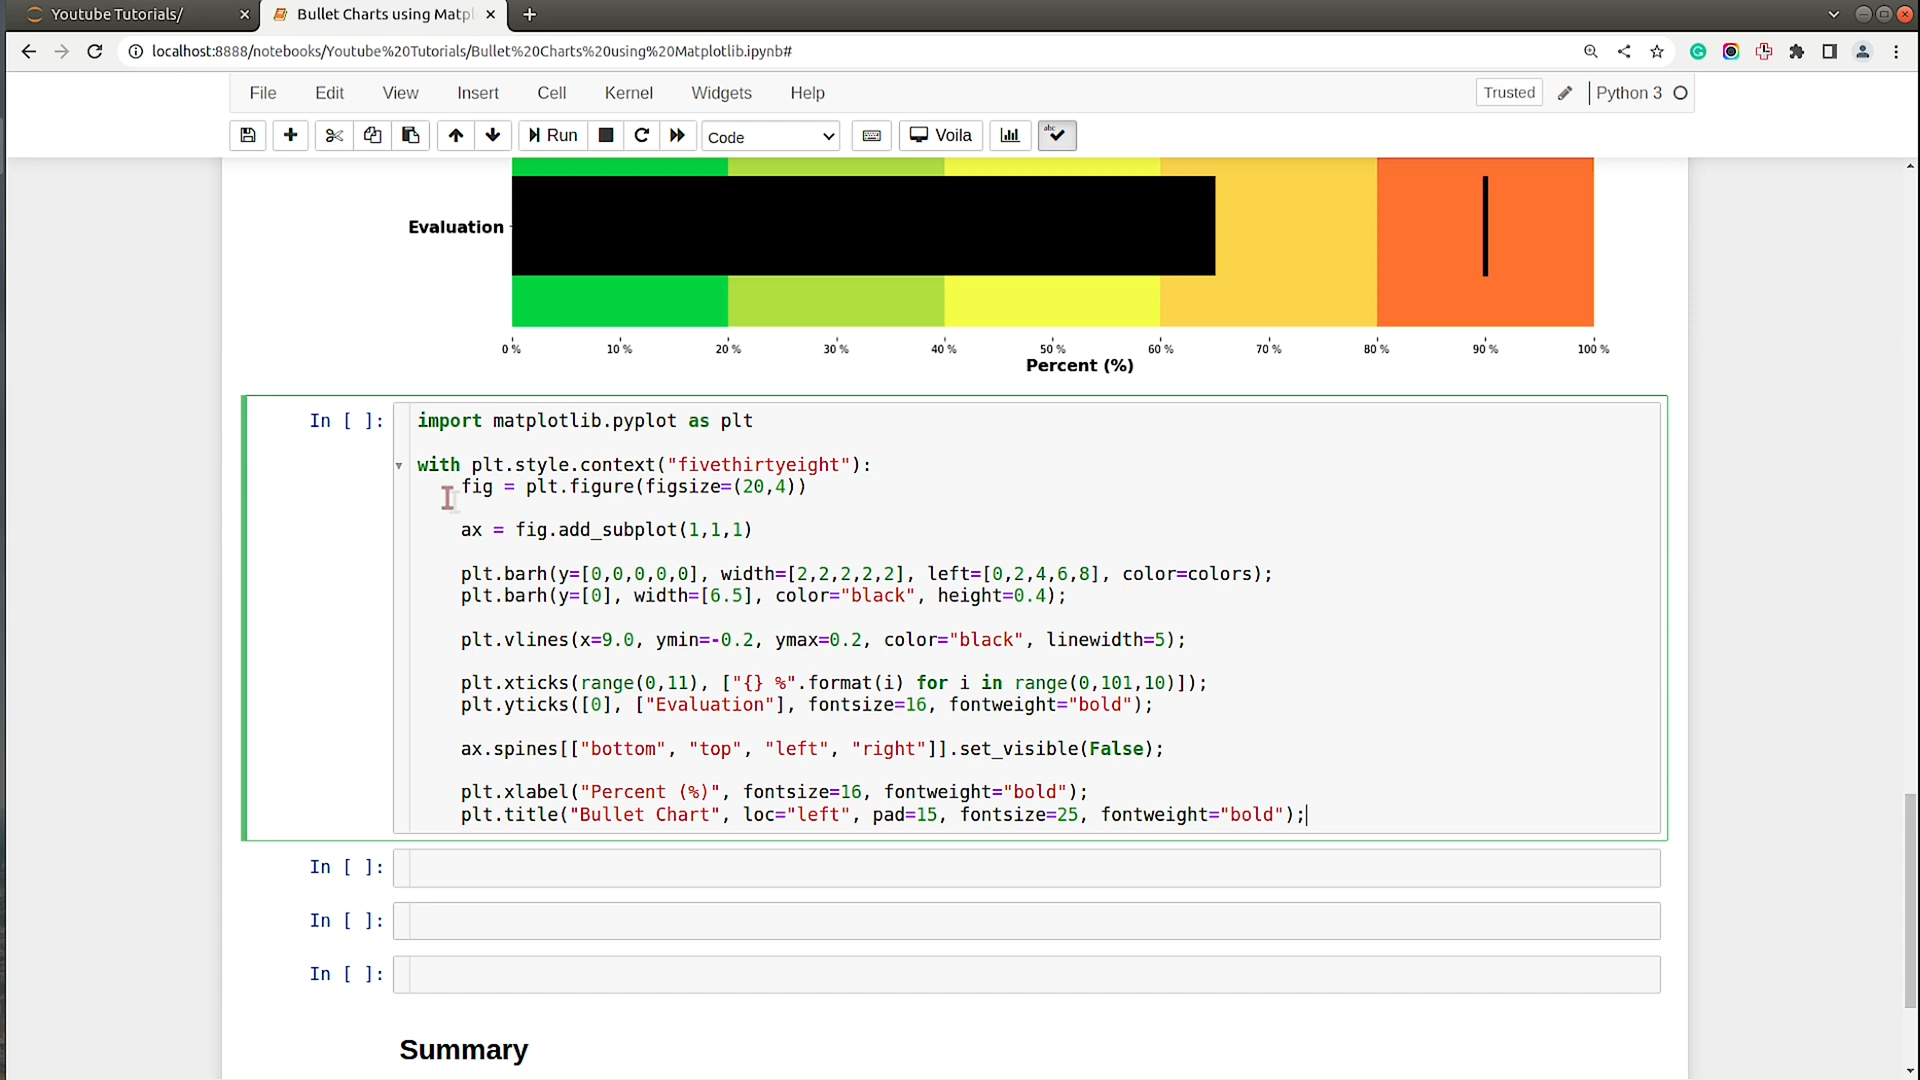 Youtube Tutorials/
Bullet Charts using Matpl
localhost:8888/notebooks/Youtube%20Tutorials/Bullet%20Charts%20using%20Matplotlib.ipynb#
File Edit View Insert Cell Kernel Widgets Help
Trusted
Python 3
Run
Code
Voila
abc
Evaluation
0 % 10 % 20 % 30 % 40 % 50 % 60 % 70 % 80 % 90 % 100 %
Percent (%)
In [ ]:
import matplotlib.pyplot as plt
with plt.style.context("fivethirtyeight"):
fig = plt.figure(figsize=(20,4))
ax = fig.add_subplot(1,1,1)
plt.barh(y=[0,0,0,0,0], width=[2,2,2,2,2], left=[0,2,4,6,8], color=colors);
plt.barh(y=[0], width=[6.5], color="black", height=0.4);
plt.vlines(x=9.0, ymin=-0.2, ymax=0.2, color="black", linewidth=5);
plt.xticks(range(0,11), ["{} %".format(i) for i in range(0,101,10)]);
plt.yticks([0], ["Evaluation"], fontsize=16, fontweight="bold");
ax.spines[["bottom", "top", "left", "right"]].set_visible(False);
plt.xlabel("Percent (%)", fontsize=16, fontweight="bold");
plt.title("Bullet Chart", loc="left", pad=15, fontsize=25, fontweight="bold");
In [ ]:
In [ ]:
In [ ]:
Summary